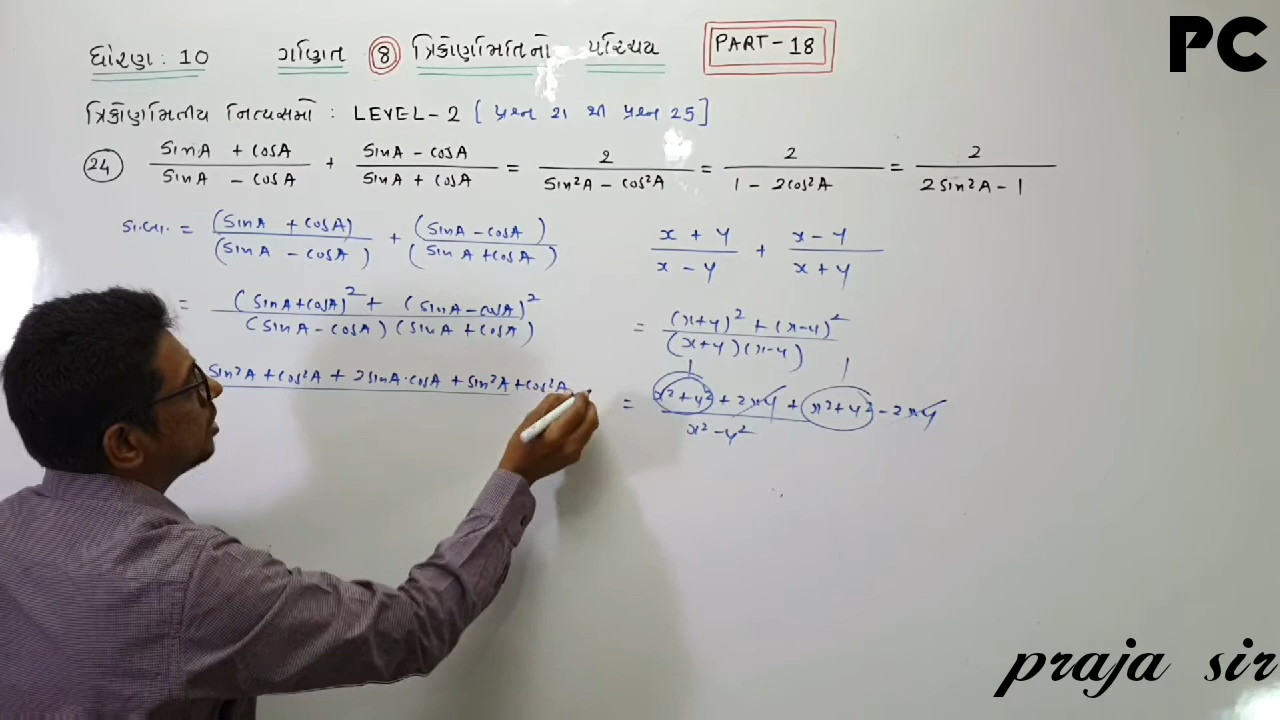 ધોરણ : 10 ગણિત 8 ત્રિકોણમિતિનો પરિચય PART - 18
PC
ત્રિકોણમિતીય નિત્યસમો : LEVEL - 2 [ પ્રશ્ન 21 થી પ્રશ્ન 25 ]
24 (sinA + cosA)/(sinA - cosA) + (sinA - cosA)/(sinA + cosA) = 2/(sin²A - cos²A) = 2/(1 - 2cos²A) = 2/(2sin²A - 1)
ડા.બા. = (sinA + cosA)/(sinA - cosA) + (sinA - cosA)/(sinA + cosA)
= ((sinA + cosA)² + (sinA - cosA)²)/((sinA - cosA)(sinA + cosA))
sin²A + cos²A + 2sinA·cosA + sin²A + cos²A
(x + y)/(x - y) + (x - y)/(x + y)
= ((x+y)² + (x-y)²)/((x+y)(x-y))
1 1
= (x² + y² + 2xy + x² + y² - 2xy)/(x² - y²)
praja sir